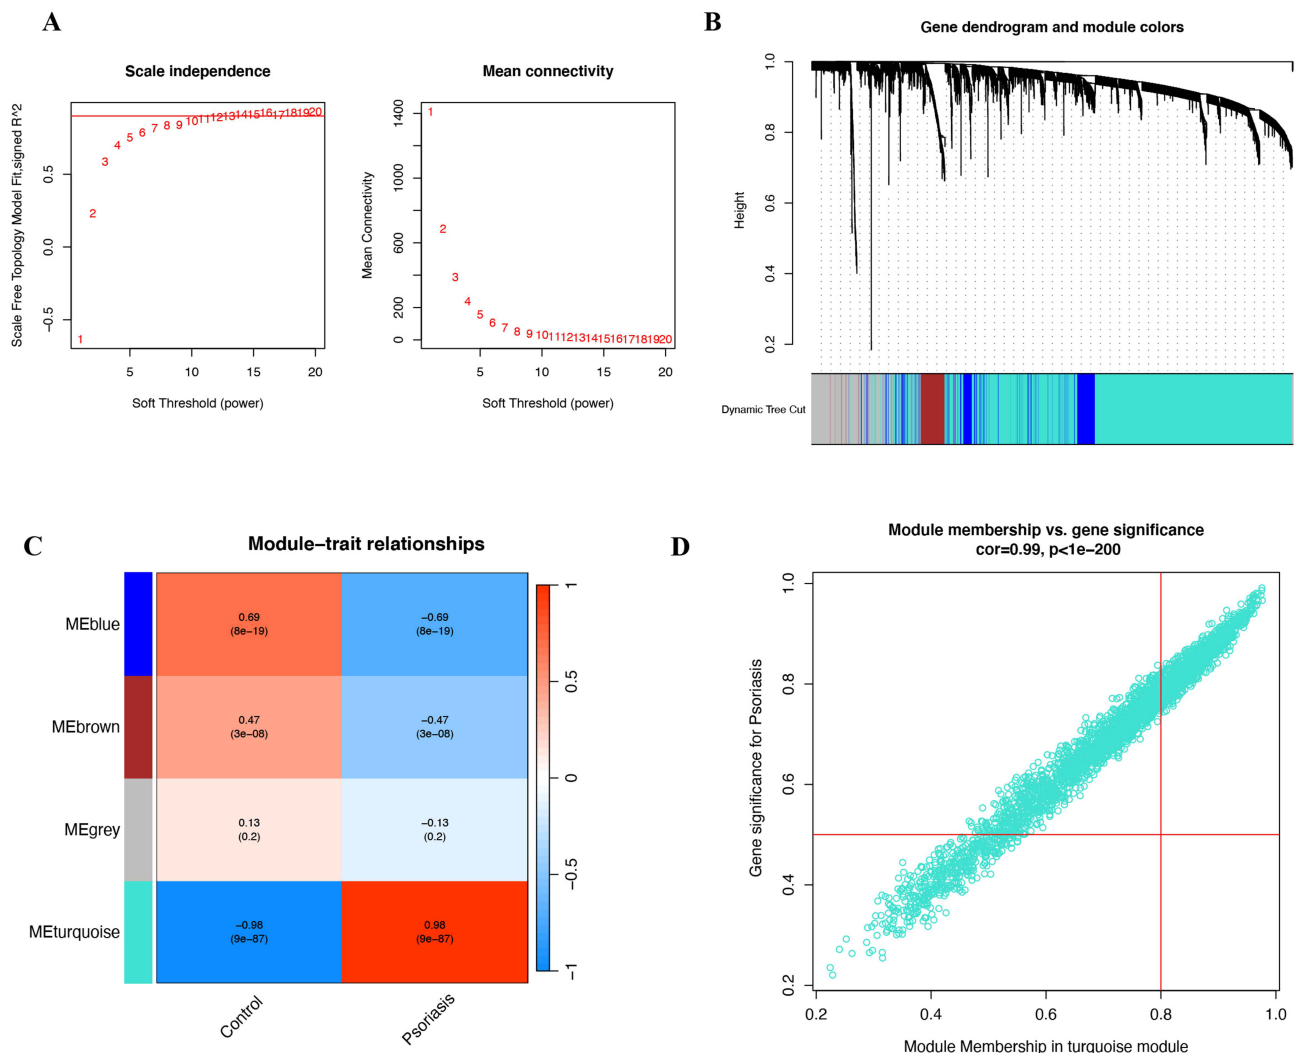 A
Scale independence
Scale Free Topology Model Fit,signed R^2
0.5
0.0
−0.5
1
2
3
4
5
6
7
8
9
10
11
12
13
14
15
16
17
18
19
20
5
10
15
20
Soft Threshold (power)
Mean connectivity
Mean Connectivity
1400
1000
600
200
0
1
2
3
4
5
6
7
8
9
10
11
12
13
14
15
16
17
18
19
20
5
10
15
20
Soft Threshold (power)
B
Gene dendrogram and module colors
Height
1.0
0.8
0.6
0.4
0.2
Dynamic Tree Cut
C
Module−trait relationships
MEblue
0.69
(8e−19)
−0.69
(8e−19)
MEbrown
0.47
(3e−08)
−0.47
(3e−08)
MEgrey
0.13
(0.2)
−0.13
(0.2)
MEturquoise
−0.98
(9e−87)
0.98
(9e−87)
Control
Psoriasis
1
0.5
0
−0.5
−1
D
Module membership vs. gene significance
cor=0.99, p<1e−200
Gene significance for Psoriasis
1.0
0.8
0.6
0.4
0.2
0.2
0.4
0.6
0.8
1.0
Module Membership in turquoise module